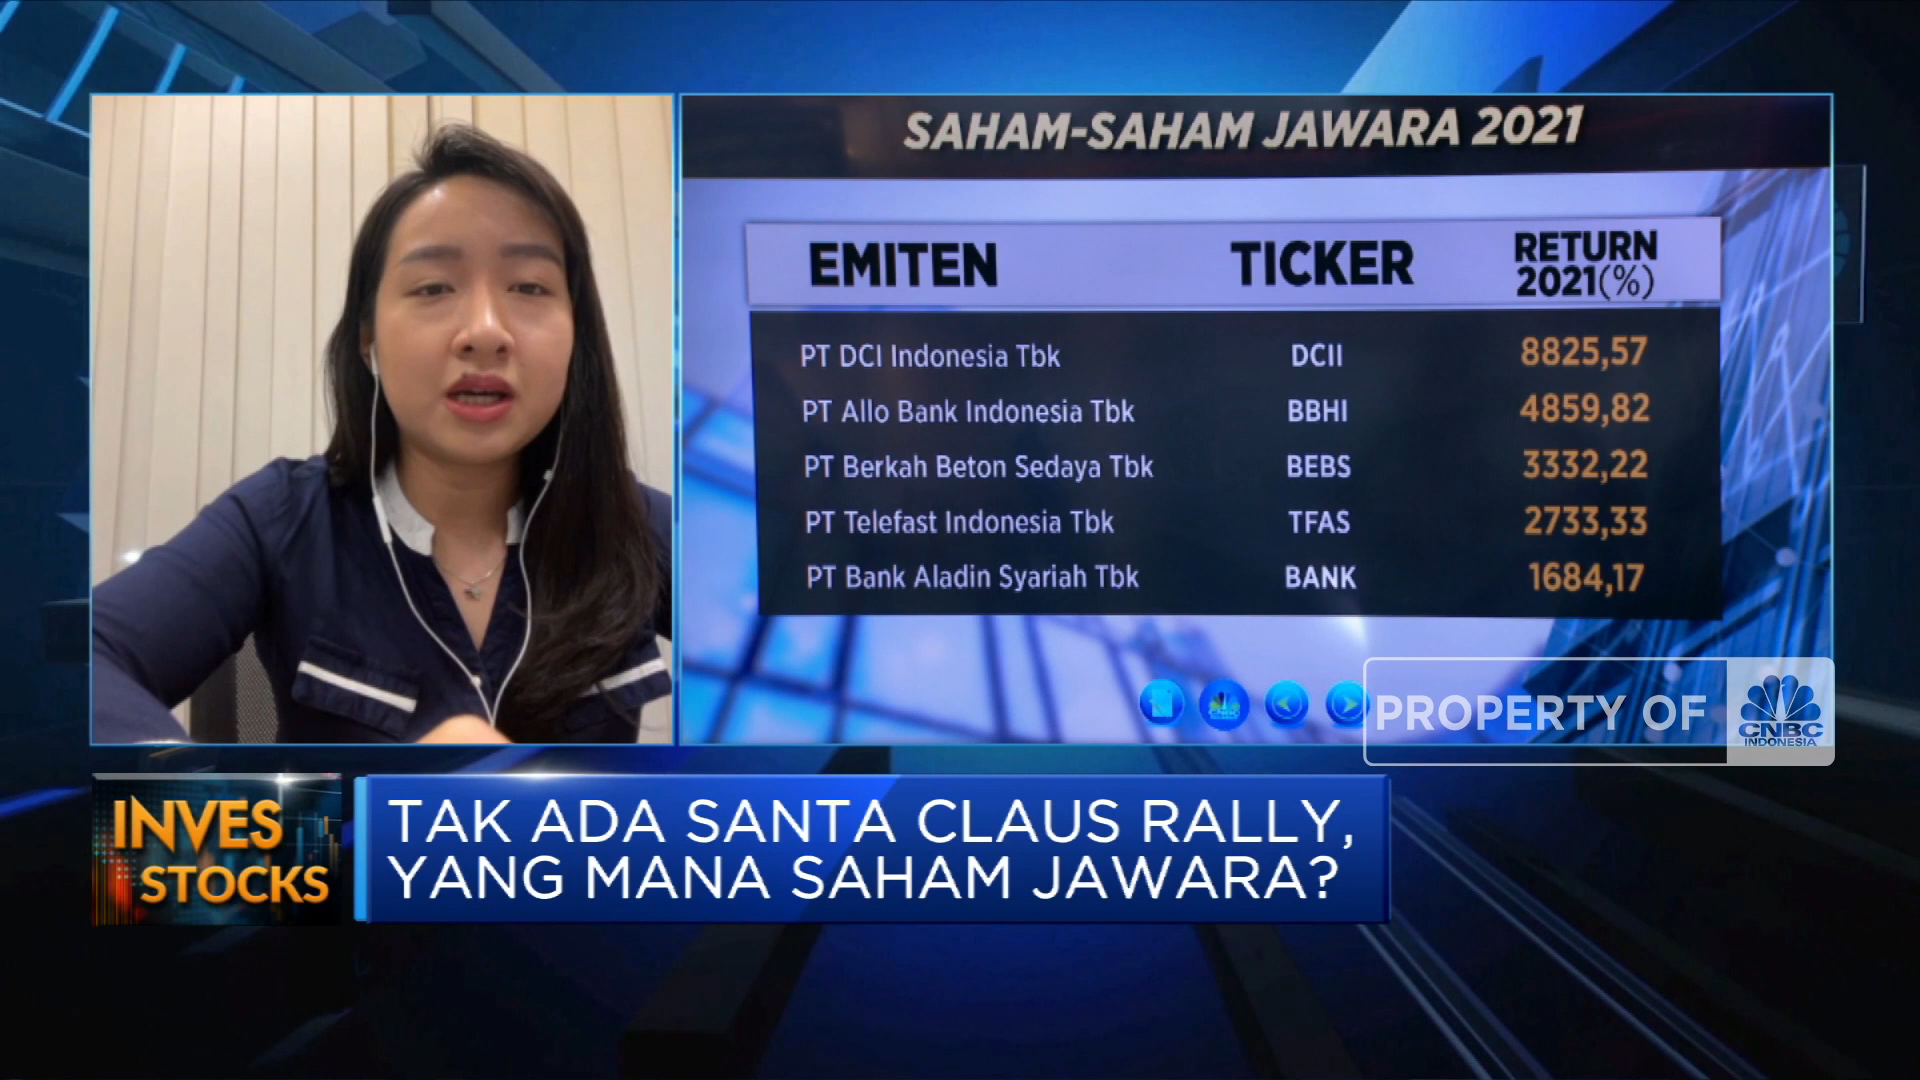 SAHAM-SAHAM JAWARA 2021
EMITEN TICKER RETURN 2021(%)
PT DCI Indonesia Tbk DCII 8825,57
PT Allo Bank Indonesia Tbk BBHI 4859,82
PT Berkah Beton Sedaya Tbk BEBS 3332,22
PT Telefast Indonesia Tbk TFAS 2733,33
PT Bank Aladin Syariah Tbk BANK 1684,17
PROPERTY OF
CNBC
INDONESIA
INVES
STOCKS
TAK ADA SANTA CLAUS RALLY,
YANG MANA SAHAM JAWARA?